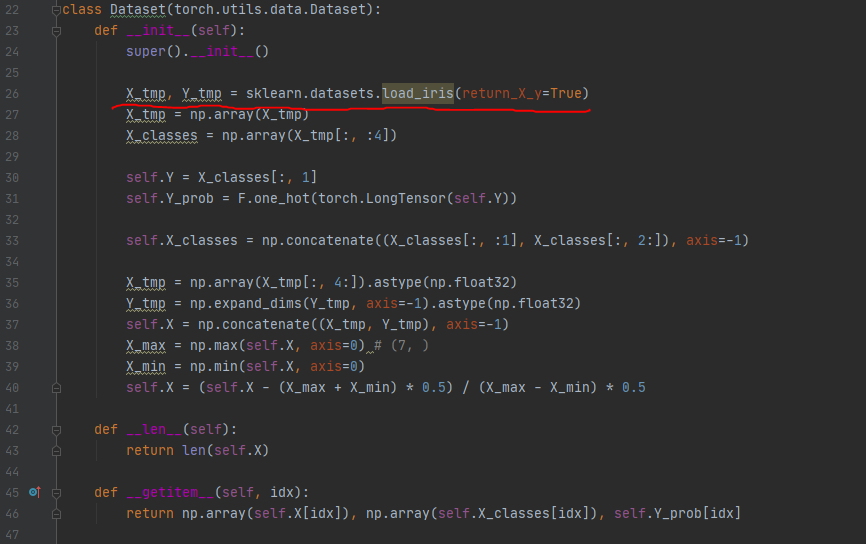 22 class Dataset(torch.utils.data.Dataset):
23     def __init__(self):
24         super().__init__()
25
26         X_tmp, Y_tmp = sklearn.datasets.load_iris(return_X_y=True)
27         X_tmp = np.array(X_tmp)
28         X_classes = np.array(X_tmp[:, :4])
29
30         self.Y = X_classes[:, 1]
31         self.Y_prob = F.one_hot(torch.LongTensor(self.Y))
32
33         self.X_classes = np.concatenate((X_classes[:, :1], X_classes[:, 2:]), axis=-1)
34
35         X_tmp = np.array(X_tmp[:, 4:]).astype(np.float32)
36         Y_tmp = np.expand_dims(Y_tmp, axis=-1).astype(np.float32)
37         self.X = np.concatenate((X_tmp, Y_tmp), axis=-1)
38         X_max = np.max(self.X, axis=0) # (7, )
39         X_min = np.min(self.X, axis=0)
40         self.X = (self.X - (X_max + X_min) * 0.5) / (X_max - X_min) * 0.5
41
42     def __len__(self):
43         return len(self.X)
44
45     def __getitem__(self, idx):
46         return np.array(self.X[idx]), np.array(self.X_classes[idx]), self.Y_prob[idx]
47